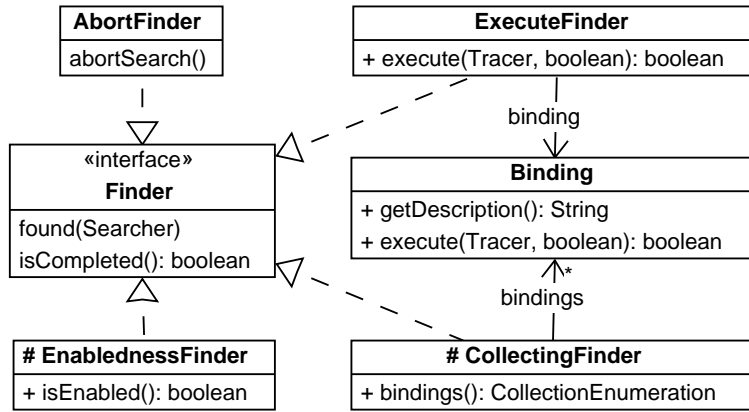 AbortFinder
abortSearch()
ExecuteFinder
+ execute(Tracer, boolean): boolean
binding
«interface»
Finder
found(Searcher)
isCompleted(): boolean
Binding
+ getDescription(): String
+ execute(Tracer, boolean): boolean
*
bindings
# EnablednessFinder
+ isEnabled(): boolean
# CollectingFinder
+ bindings(): CollectionEnumeration